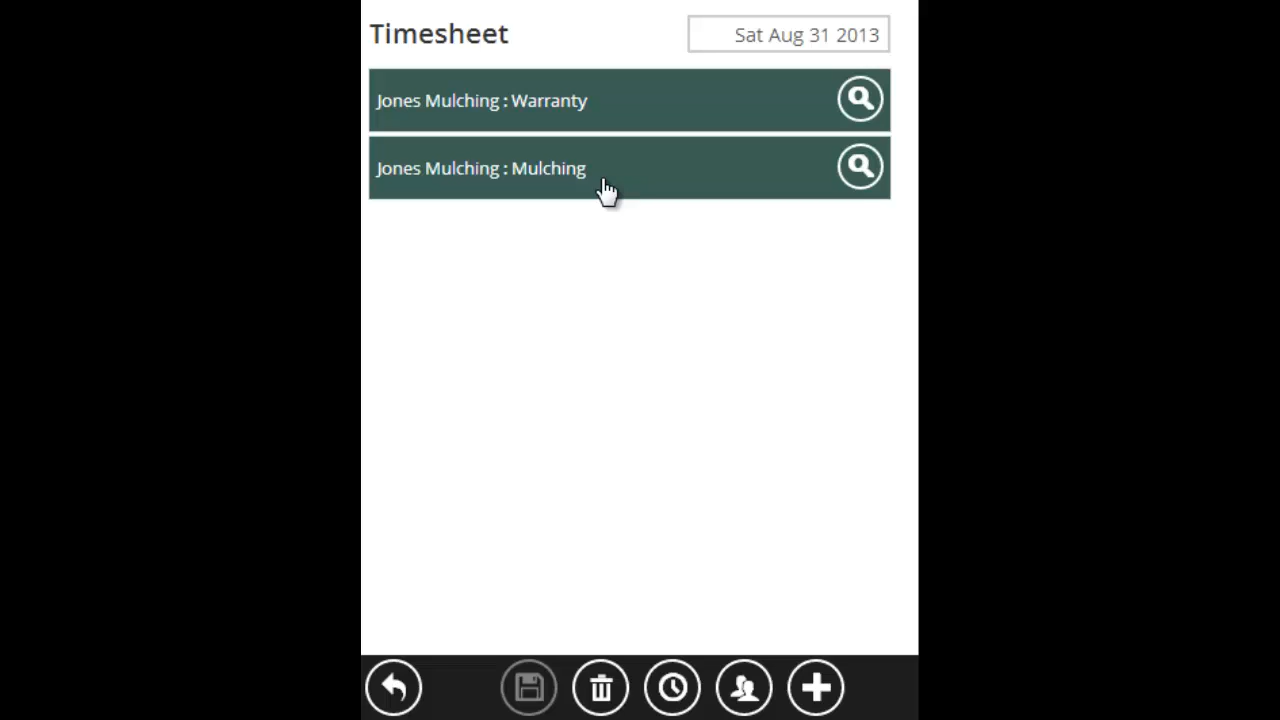 Timesheet
Sat Aug 31 2013
Jones Mulching : Warranty
Jones Mulching : Mulching